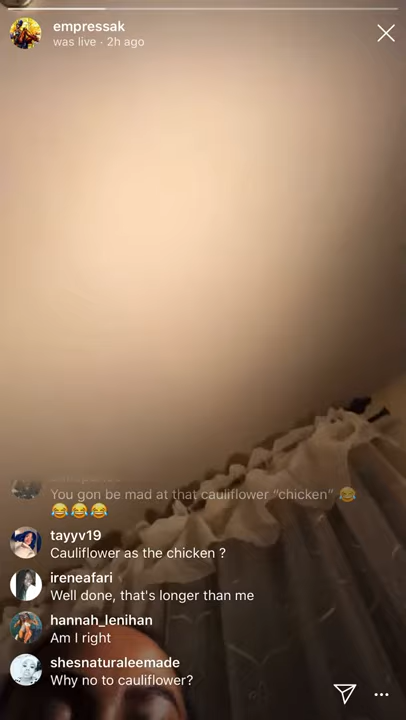 empressak
was live · 2h ago
You gon be mad at that cauliflower "chicken" 😂
😂😂😂
tayyv19
Cauliflower as the chicken ?
ireneafari
Well done, that's longer than me
hannah_lenihan
Am I right
shesnaturaleemade
Why no to cauliflower?